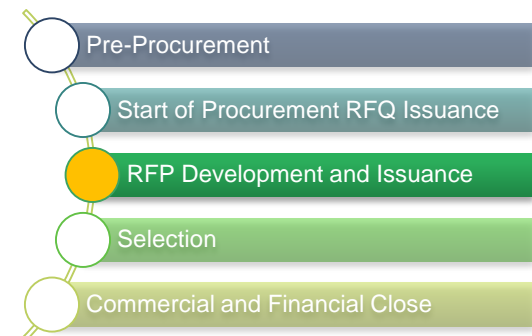 Pre-Procurement
Start of Procurement RFQ Issuance
RFP Development and Issuance
Selection
Commercial and Financial Close